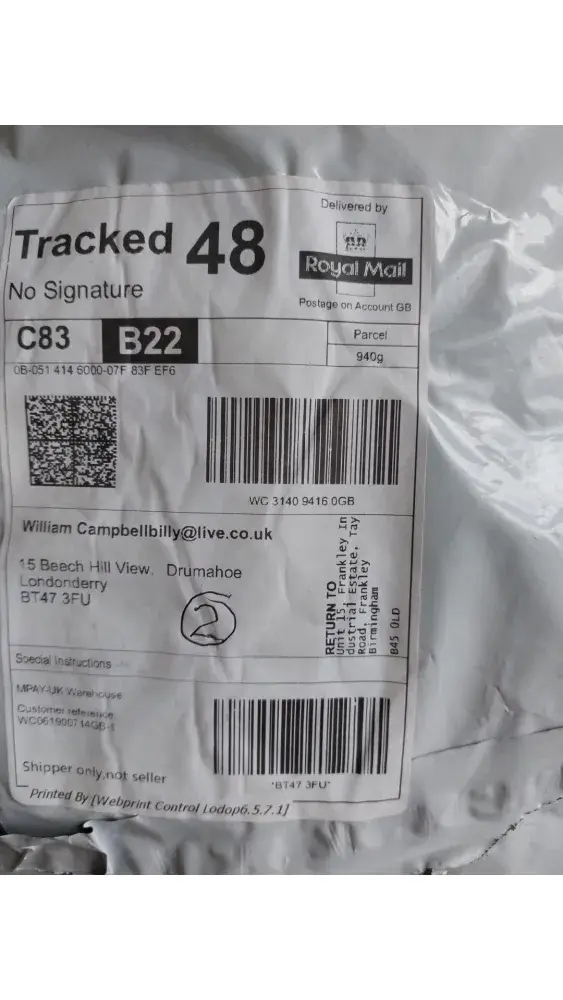 Delivered by
Tracked 48
Royal Mail
No Signature
Postage on Account GB
C83 B22
Parcel
940g
0B-051 414 6000-07F 83F EF6
WC 3140 9416 0GB
William Campbellbilly@live.co.uk
15 Beech Hill View, Drumahoe
Londonderry
BT47 3FU
2
RETURN TO
Unit 15, Frankley In
dustrial Estate, Tay
Road, Frankley
Birmingham
B45 0LD
Special Instructions
MPAY-UK Warehouse
Customer reference:
WC061900714GB-1
*BT47 3FU*
Shipper only,not seller
Printed By [Webprint Control Lodop6.5.7.1]